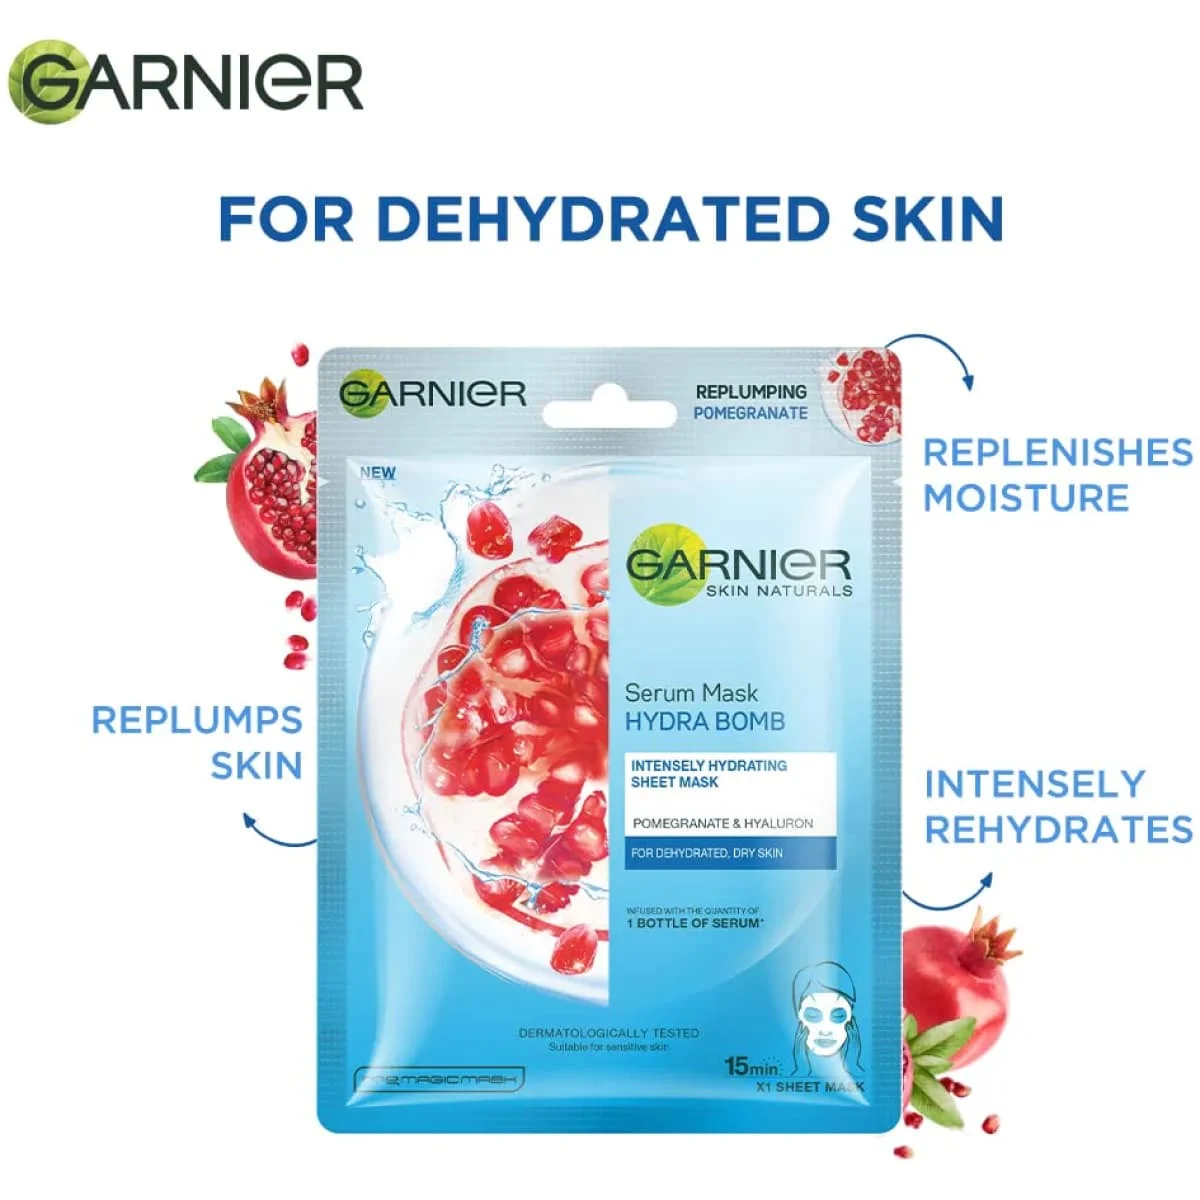 GARNIER
FOR DEHYDRATED SKIN
GARNIER
REPLUMPING
POMEGRANATE
NEW
REPLENISHES
MOISTURE
GARNIER
SKIN NATURALS
Serum Mask
HYDRA BOMB
REPLUMPS
SKIN
INTENSELY HYDRATING
SHEET MASK
POMEGRANATE & HYALURON
FOR DEHYDRATED, DRY SKIN
INTENSELY
REHYDRATES
INFUSED WITH THE QUANTITY OF
1 BOTTLE OF SERUM*
DERMATOLOGICALLY TESTED
Suitable for sensitive skin
15min
X1 SHEET MASK